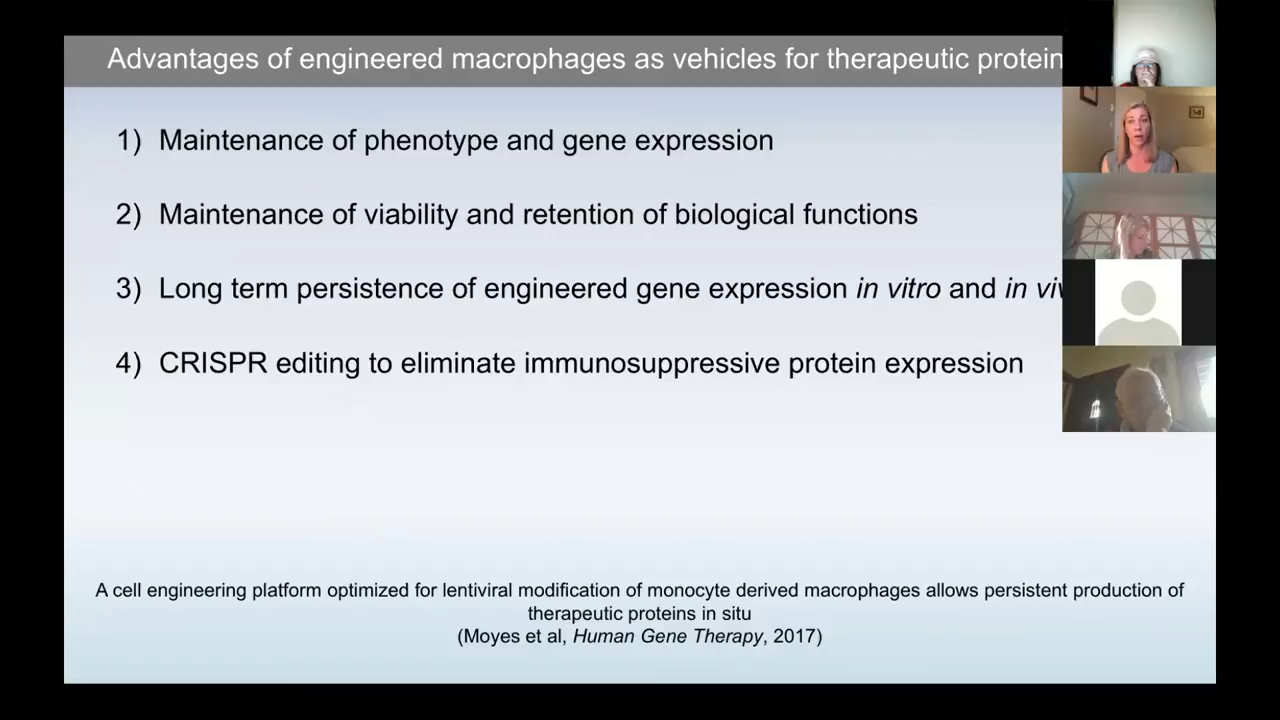 Advantages of engineered macrophages as vehicles for therapeutic protein
1) Maintenance of phenotype and gene expression
2) Maintenance of viability and retention of biological functions
3) Long term persistence of engineered gene expression in vitro and in
4) CRISPR editing to eliminate immunosuppressive protein expression
A cell engineering platform optimized for lentiviral modification of monocyte derived macrophages allows persistent production of
therapeutic proteins in situ
(Moyes et al, Human Gene Therapy, 2017)